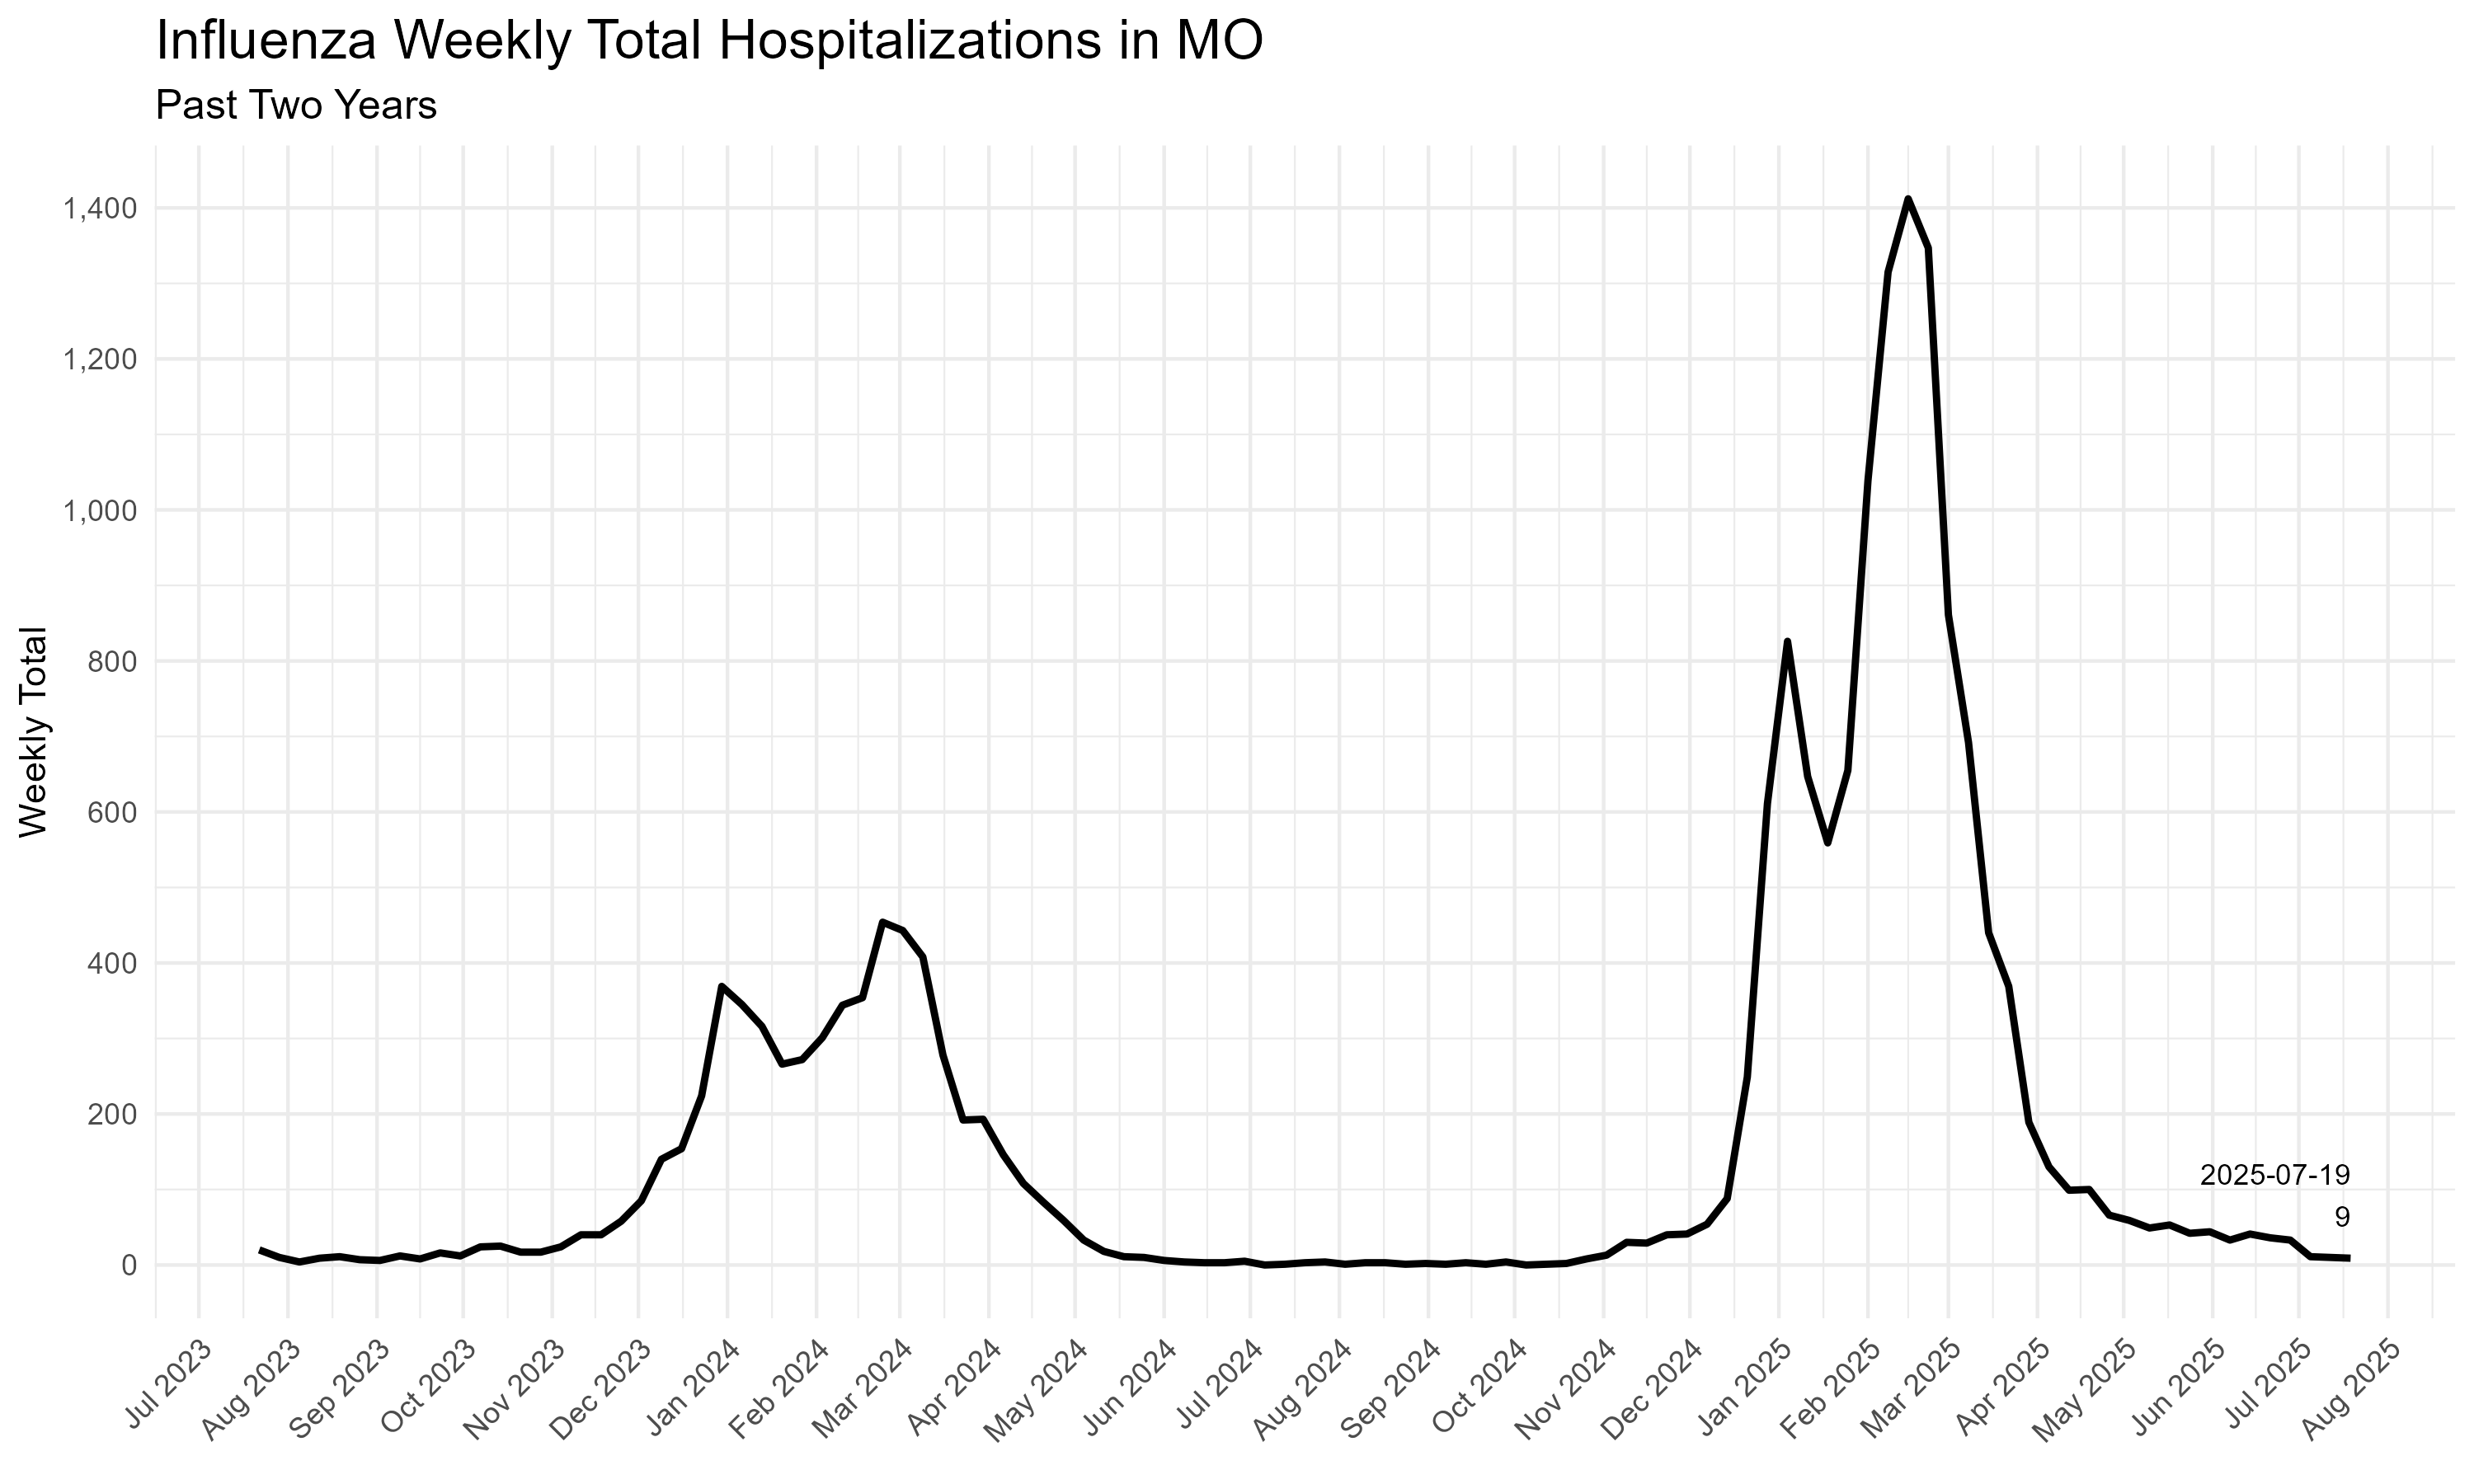 Influenza Weekly Total Hospitalizations in MO
Past Two Years
Weekly Total
1,400
1,200
1,000
800
600
400
200
0
2025-07-19
9
Jul 2023
Aug 2023
Sep 2023
Oct 2023
Nov 2023
Dec 2023
Jan 2024
Feb 2024
Mar 2024
Apr 2024
May 2024
Jun 2024
Jul 2024
Aug 2024
Sep 2024
Oct 2024
Nov 2024
Dec 2024
Jan 2025
Feb 2025
Mar 2025
Apr 2025
May 2025
Jun 2025
Jul 2025
Aug 2025